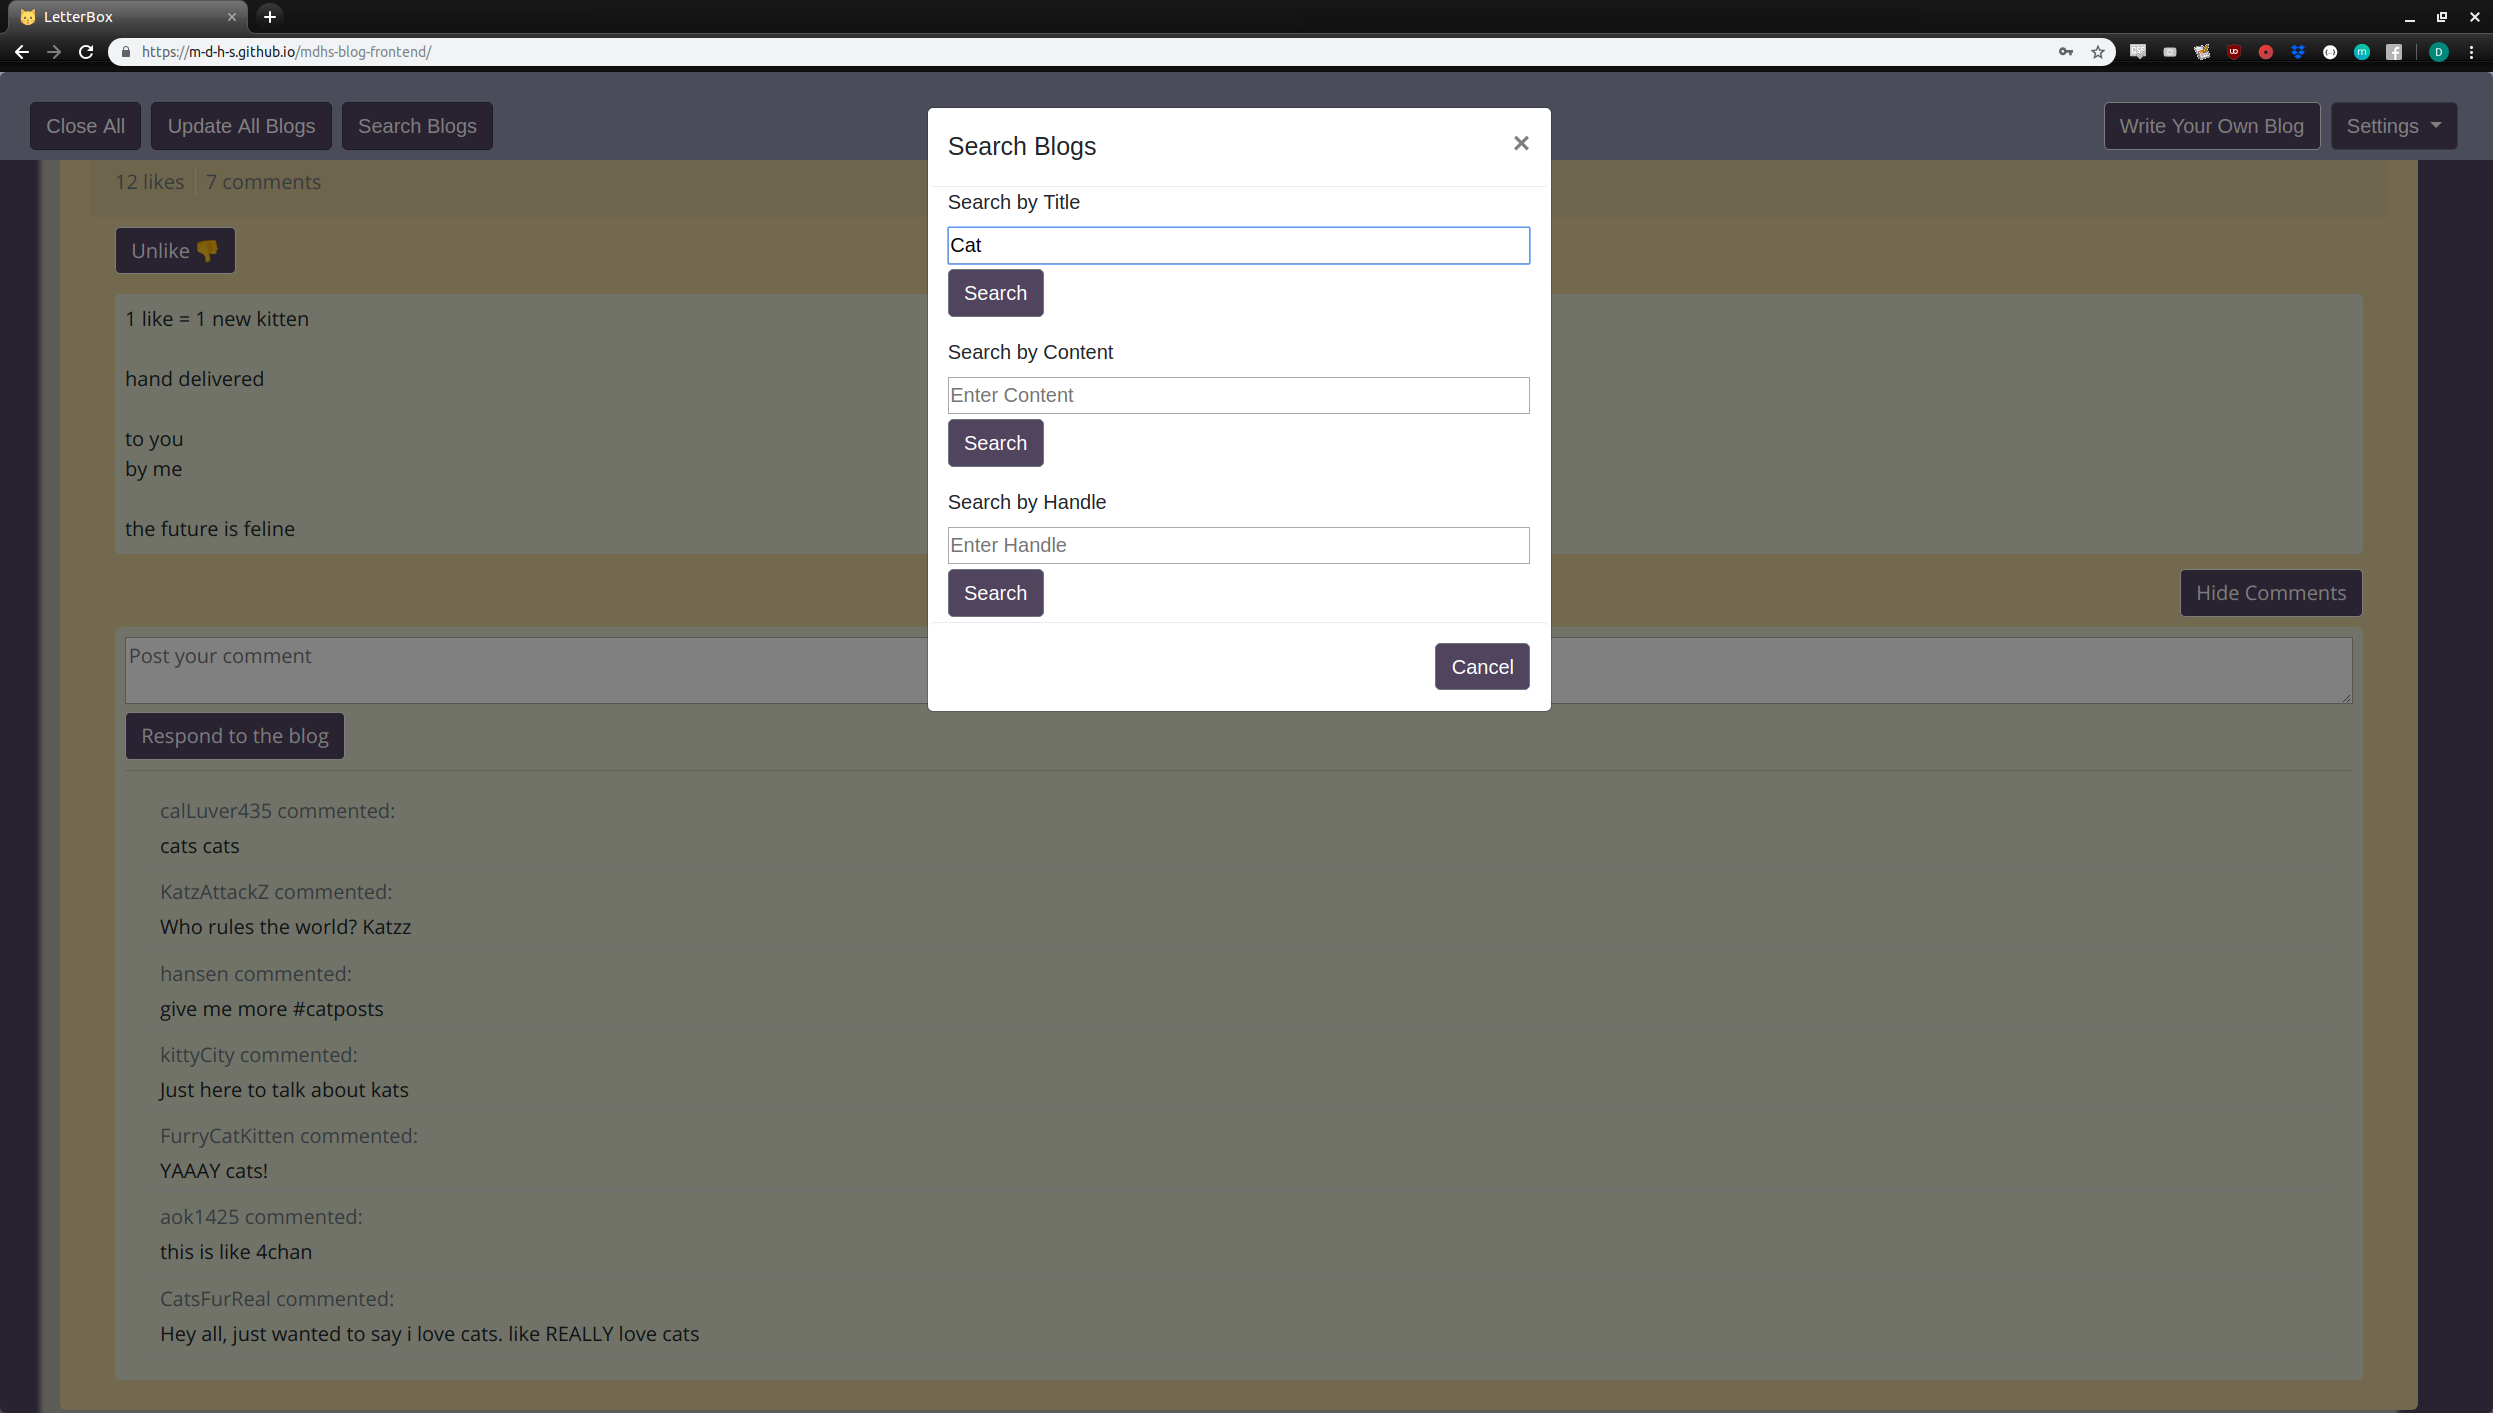 LetterBox
https://m-d-h-s.github.io/mdhs-blog-frontend/
Close All
Update All Blogs
Search Blogs
Write Your Own Blog
Settings
12 likes
7 comments
Unlike
1 like = 1 new kitten
hand delivered
to you
by me
the future is feline
Search Blogs
×
Search by Title
Cat
Search
Search by Content
Enter Content
Search
Search by Handle
Enter Handle
Search
Cancel
Hide Comments
Post your comment
Respond to the blog
calLuver435 commented:
cats cats
KatzAttackZ commented:
Who rules the world? Katzz
hansen commented:
give me more #catposts
kittyCity commented:
Just here to talk about kats
FurryCatKitten commented:
YAAAY cats!
aok1425 commented:
this is like 4chan
CatsFurReal commented:
Hey all, just wanted to say i love cats. like REALLY love cats